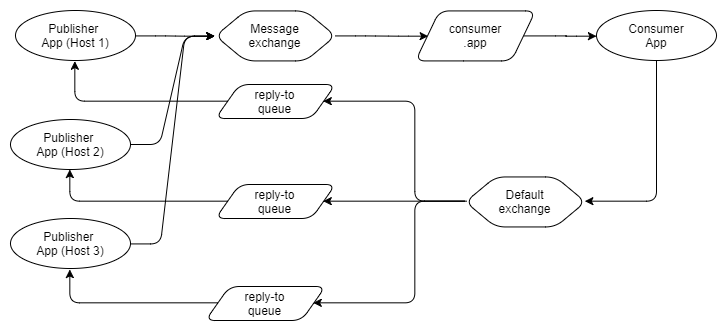 Publisher
App (Host 1)
Message
exchange
consumer
.app
Consumer
App
reply-to
queue
Publisher
App (Host 2)
reply-to
queue
Default
exchange
Publisher
App (Host 3)
reply-to
queue